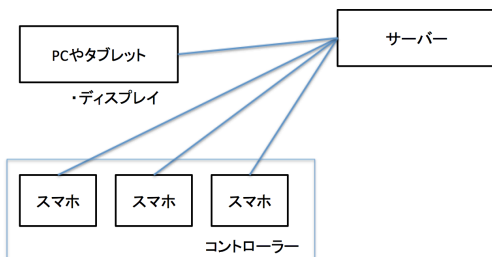 サーバー
PCやタブレット
・ディスプレイ
スマホ
スマホ
スマホ
コントローラー